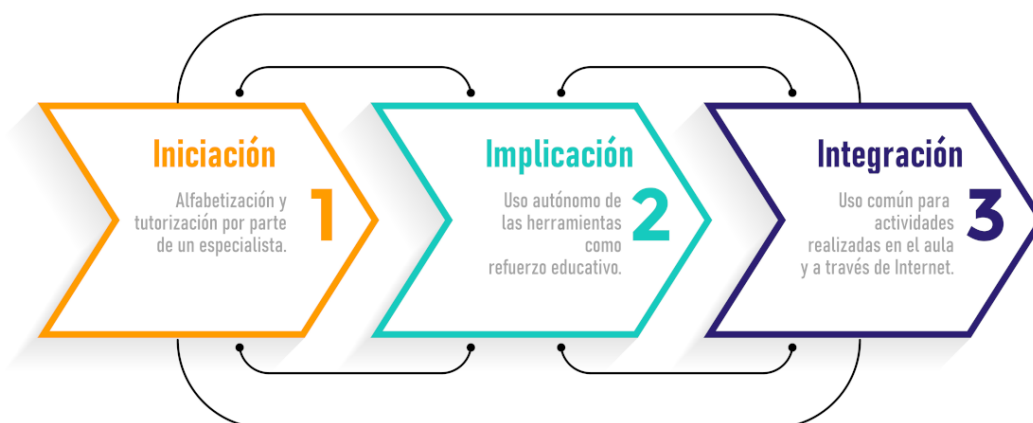 Iniciación
Alfabetización y
tutorización por parte
de un especialista.
1
Implicación
Uso autónomo de
las herramientas
como
refuerzo educativo.
2
Integración
Uso común para
actividades
realizadas en el aula
y a través de Internet.
3